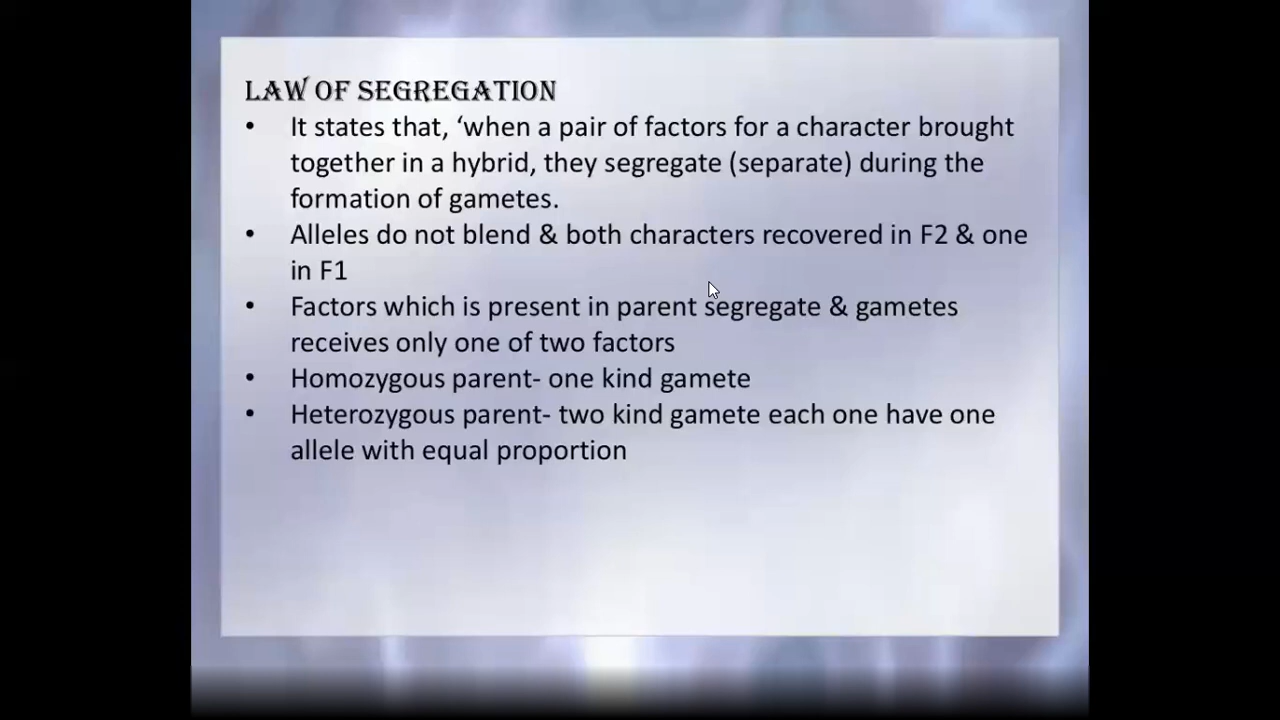 LAW OF SEGREGATION
• It states that, ‘when a pair of factors for a character brought
together in a hybrid, they segregate (separate) during the
formation of gametes.
• Alleles do not blend & both characters recovered in F2 & one
in F1
• Factors which is present in parent segregate & gametes
receives only one of two factors
• Homozygous parent- one kind gamete
• Heterozygous parent- two kind gamete each one have one
allele with equal proportion